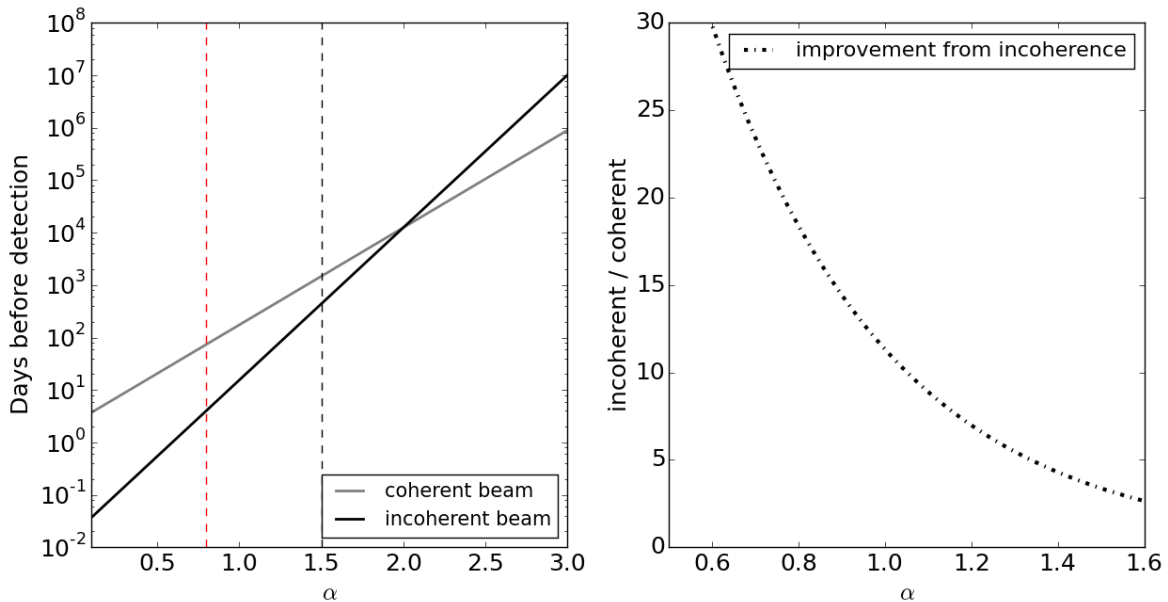 Days before detection
10^8
10^7
10^6
10^5
10^4
10^3
10^2
10^1
10^0
10^-1
10^-2
coherent beam
incoherent beam
0.5 1.0 1.5 2.0 2.5 3.0
α
incoherent / coherent
30
25
20
15
10
5
0
improvement from incoherence
0.6 0.8 1.0 1.2 1.4 1.6
α